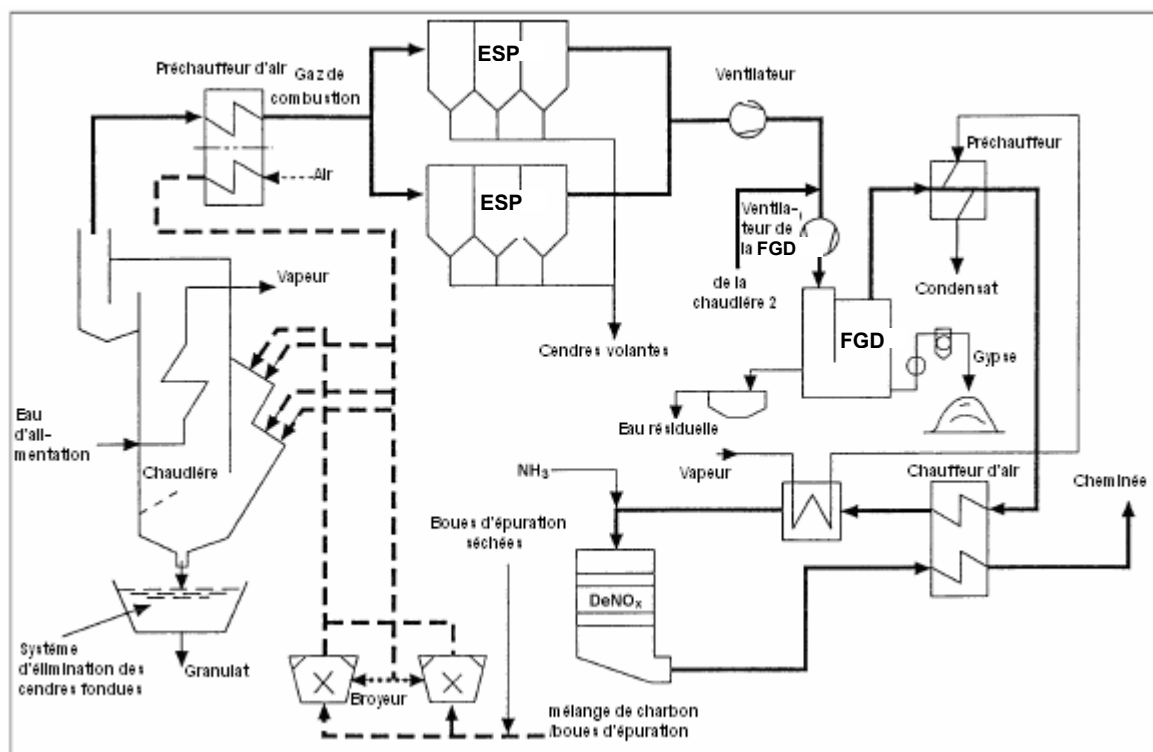 ESP
Préchauffeur d'air
Gaz de
combustion
Ventilateur
Préchauffeur
Air
ESP
Ventila-
teur de
la FGD
Vapeur
de la
chaudière 2
Condensat
FGD
Cendres volantes
Gypse
Eau
d'ali-
mentation
Eau résiduelle
Chaudière
NH₃
Vapeur
Chauffeur d'air
Cheminée
Boues d'épuration
séchées
DeNOₓ
Système
d'élimination des
cendres fondues
Granulat
Broyeur
mélange de charbon
/boues d'épuration